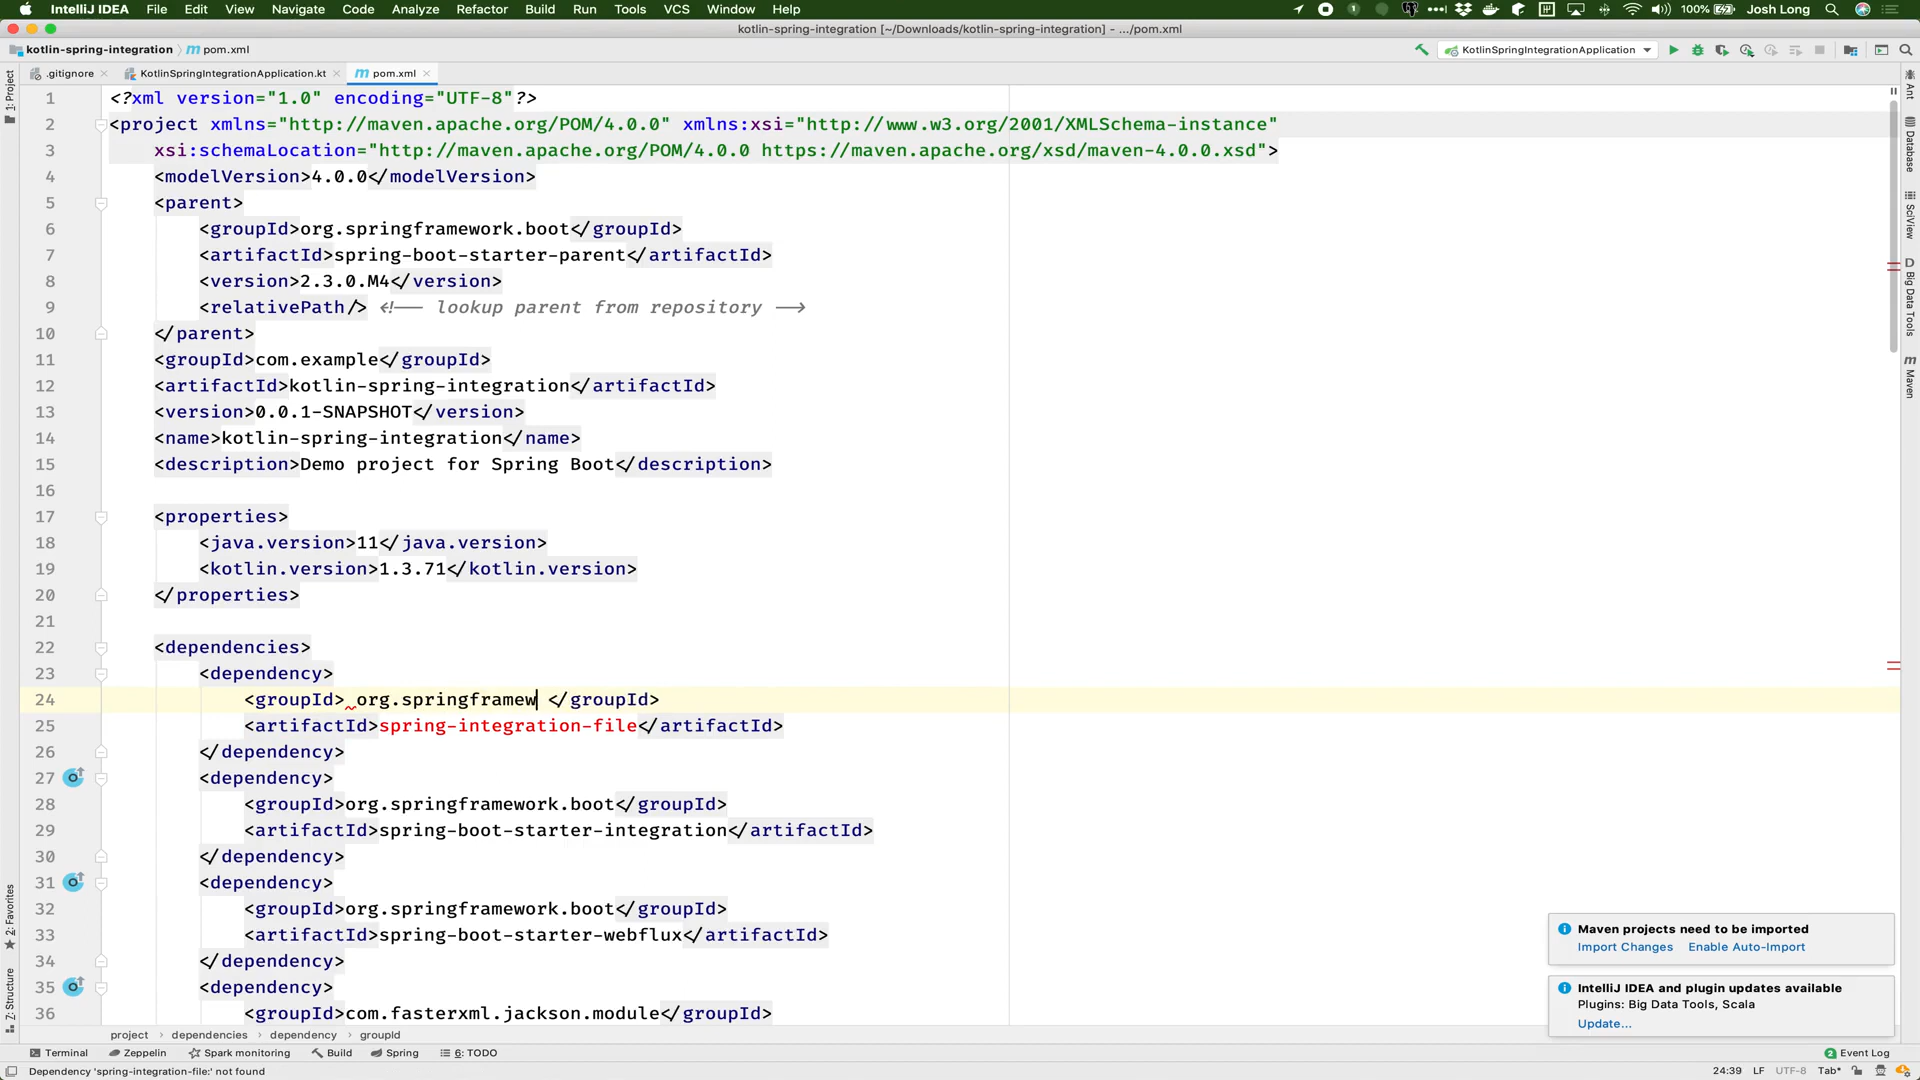 IntelliJ IDEA File Edit View Navigate Code Analyze Refactor Build Run Tools VCS Window Help 100% Josh Long
kotlin-spring-integration [~/Downloads/kotlin-spring-integration] - .../pom.xml
kotlin-spring-integration pom.xml KotlinSpringIntegrationApplication
.gitignore KotlinSpringIntegrationApplication.kt pom.xml
1 <?xml version="1.0" encoding="UTF-8"?>
2 <project xmlns="http://maven.apache.org/POM/4.0.0" xmlns:xsi="http://www.w3.org/2001/XMLSchema-instance"
3 xsi:schemaLocation="http://maven.apache.org/POM/4.0.0 https://maven.apache.org/xsd/maven-4.0.0.xsd">
4 <modelVersion>4.0.0</modelVersion>
5 <parent>
6 <groupId>org.springframework.boot</groupId>
7 <artifactId>spring-boot-starter-parent</artifactId>
8 <version>2.3.0.M4</version>
9 <relativePath/> <!-- lookup parent from repository -->
10 </parent>
11 <groupId>com.example</groupId>
12 <artifactId>kotlin-spring-integration</artifactId>
13 <version>0.0.1-SNAPSHOT</version>
14 <name>kotlin-spring-integration</name>
15 <description>Demo project for Spring Boot</description>
16
17 <properties>
18 <java.version>11</java.version>
19 <kotlin.version>1.3.71</kotlin.version>
20 </properties>
21
22 <dependencies>
23 <dependency>
24 <groupId> org.springframew </groupId>
25 <artifactId>spring-integration-file</artifactId>
26 </dependency>
27 <dependency>
28 <groupId>org.springframework.boot</groupId>
29 <artifactId>spring-boot-starter-integration</artifactId>
30 </dependency>
31 <dependency>
32 <groupId>org.springframework.boot</groupId>
33 <artifactId>spring-boot-starter-webflux</artifactId>
34 </dependency>
35 <dependency>
36 <groupId>com.fasterxml.jackson.module</groupId>
1: Project
2: Favorites
7: Structure
Ant
Database
SciView
Big Data Tools
Maven
Maven projects need to be imported
Import Changes Enable Auto-Import
IntelliJ IDEA and plugin updates available
Plugins: Big Data Tools, Scala
Update...
project dependencies dependency groupId
Terminal Zeppelin Spark monitoring Build Spring 6: TODO 2 Event Log
Dependency 'spring-integration-file:' not found 24:39 LF UTF-8 Tab*